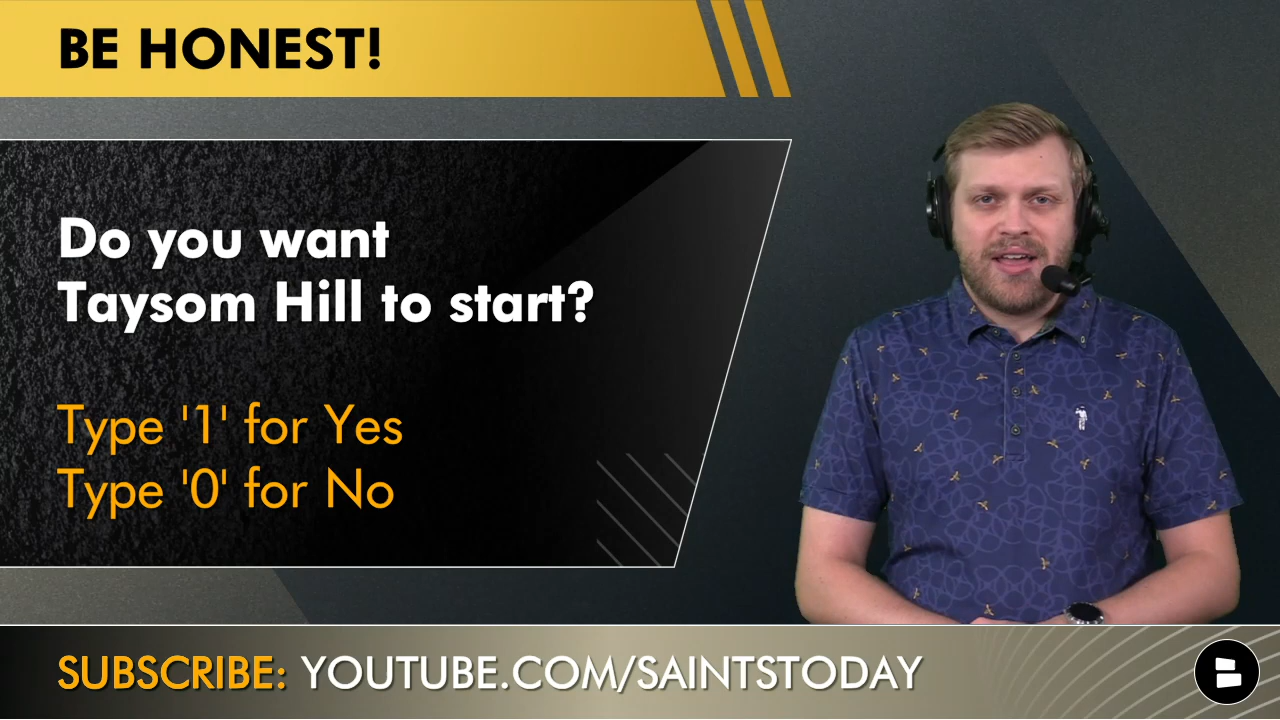 BE HONEST!
Do you want
Taysom Hill to start?
Type '1' for Yes
Type '0' for No
SUBSCRIBE: YOUTUBE.COM/SAINTSTODAY